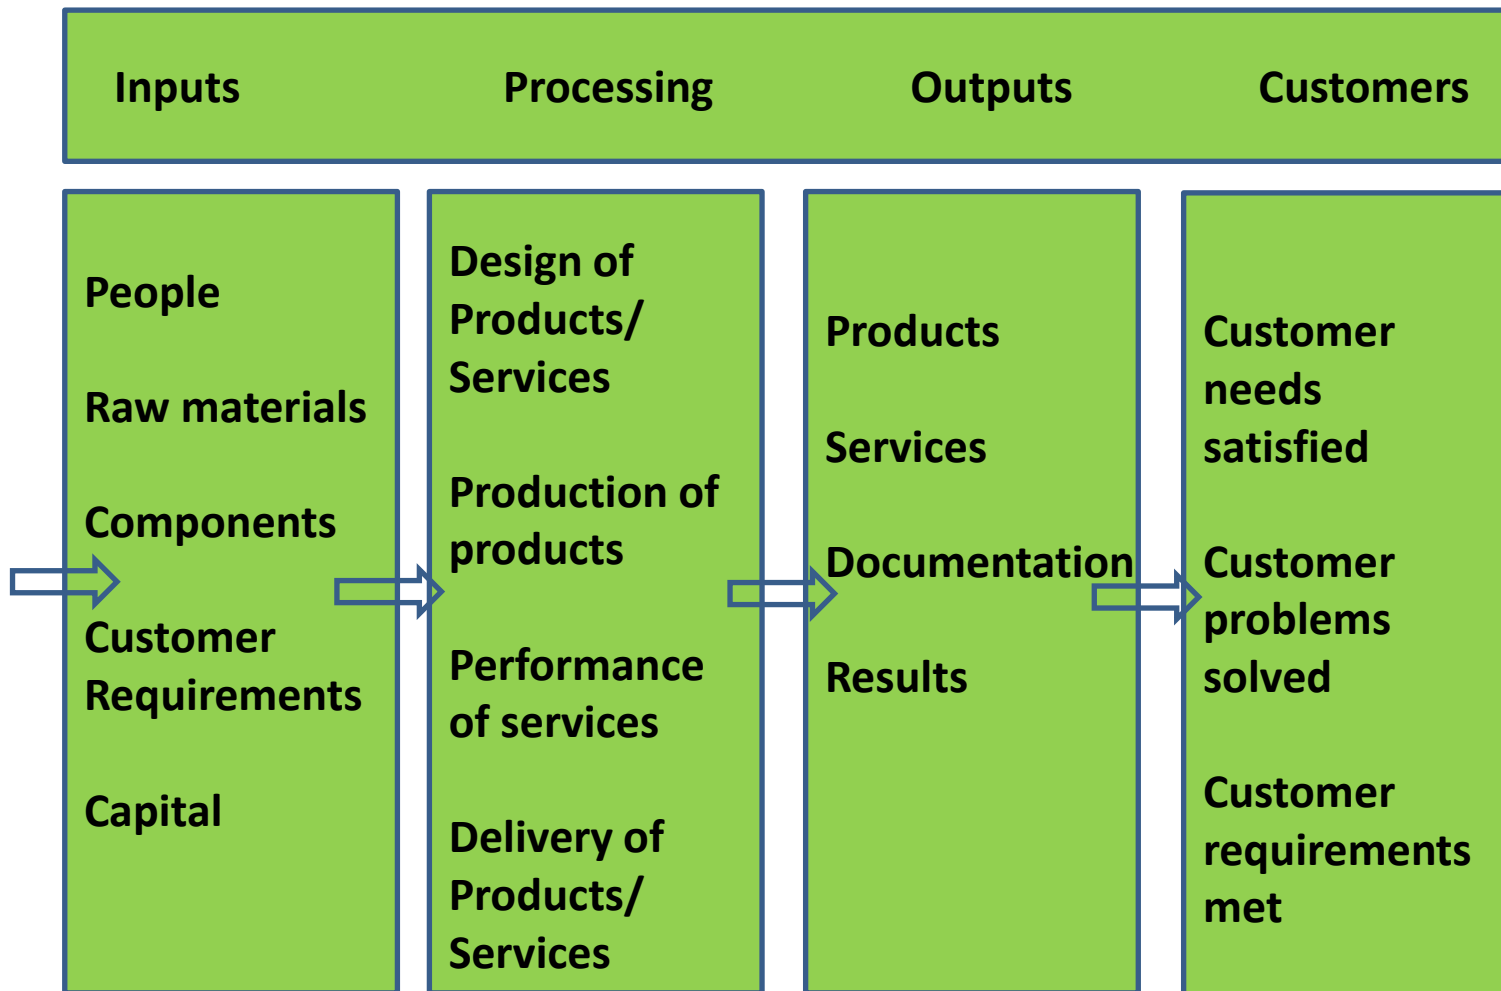 Inputs
Processing
Outputs
Customers
People
Raw materials
Components
Customer
Requirements
Capital
Design of
Products/
Services
Production of
products
Performance
of services
Delivery of
Products/
Services
Products
Services
Documentation
Results
Customer
needs
satisfied
Customer
problems
solved
Customer
requirements
met